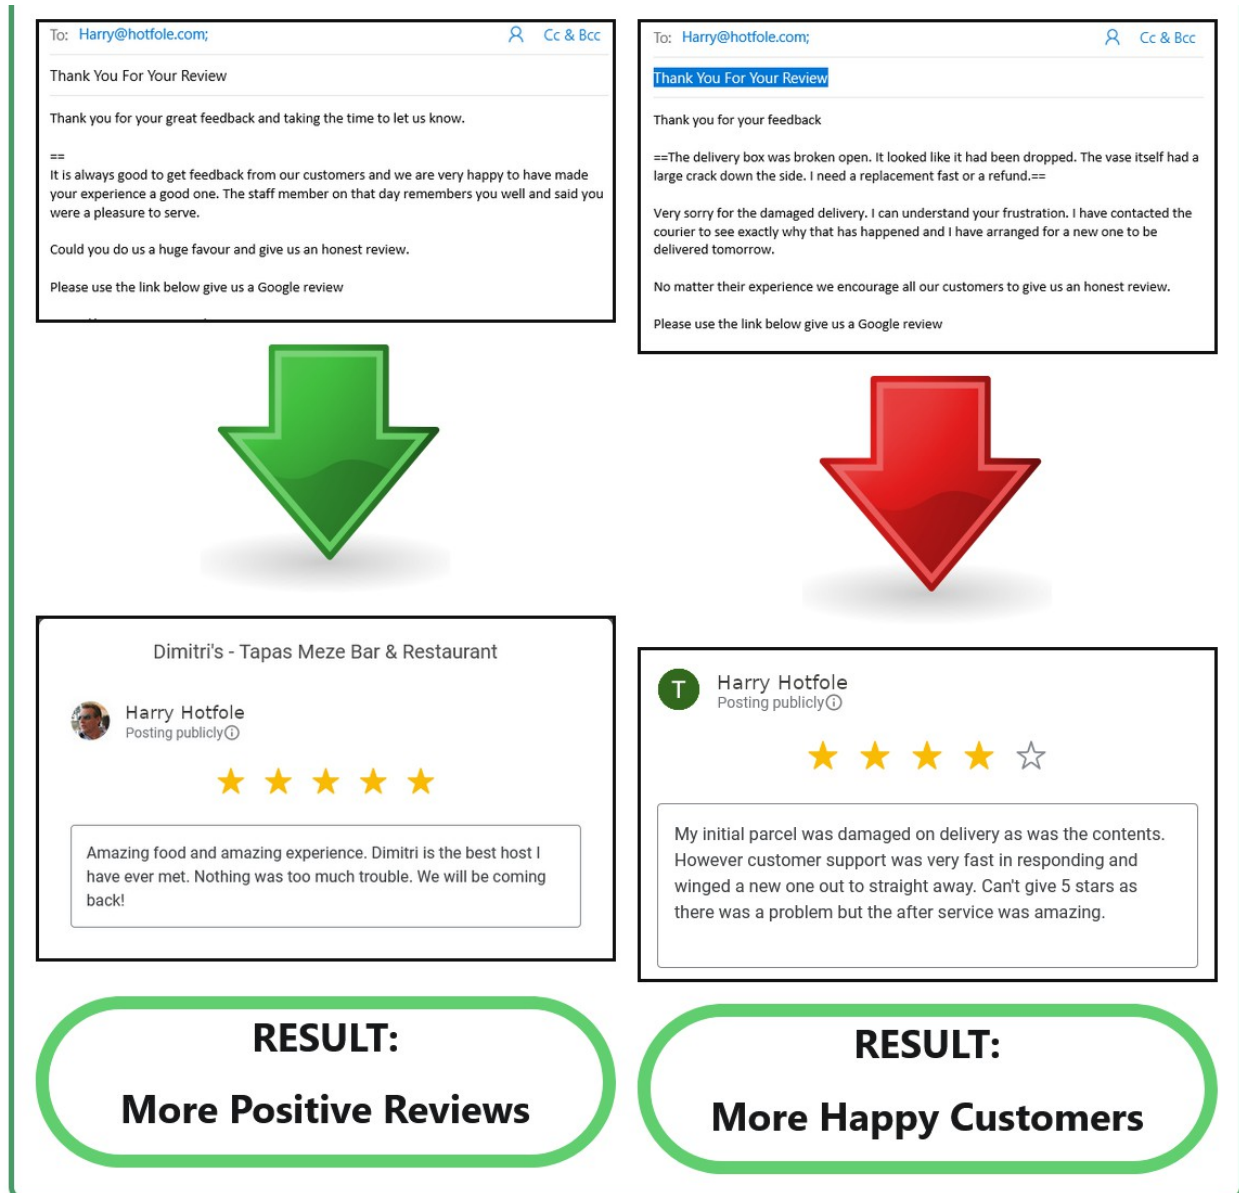 To: Harry@hotfole.com; Cc & Bcc
Thank You For Your Review
Thank you for your great feedback and taking the time to let us know.
==
It is always good to get feedback from our customers and we are very happy to have made
your experience a good one. The staff member on that day remembers you well and said you
were a pleasure to serve.
Could you do us a huge favour and give us an honest review.
Please use the link below give us a Google review
Dimitri's - Tapas Meze Bar & Restaurant
Harry Hotfole
Posting publicly
Amazing food and amazing experience. Dimitri is the best host I
have ever met. Nothing was too much trouble. We will be coming
back!
RESULT:
More Positive Reviews
To: Harry@hotfole.com; Cc & Bcc
Thank You For Your Review
Thank you for your feedback
==The delivery box was broken open. It looked like it had been dropped. The vase itself had a
large crack down the side. I need a replacement fast or a refund.==
Very sorry for the damaged delivery. I can understand your frustration. I have contacted the
courier to see exactly why that has happened and I have arranged for a new one to be
delivered tomorrow.
No matter their experience we encourage all our customers to give us an honest review.
Please use the link below give us a Google review
T
Harry Hotfole
Posting publicly
My initial parcel was damaged on delivery as was the contents.
However customer support was very fast in responding and
winged a new one out to straight away. Can't give 5 stars as
there was a problem but the after service was amazing.
RESULT:
More Happy Customers